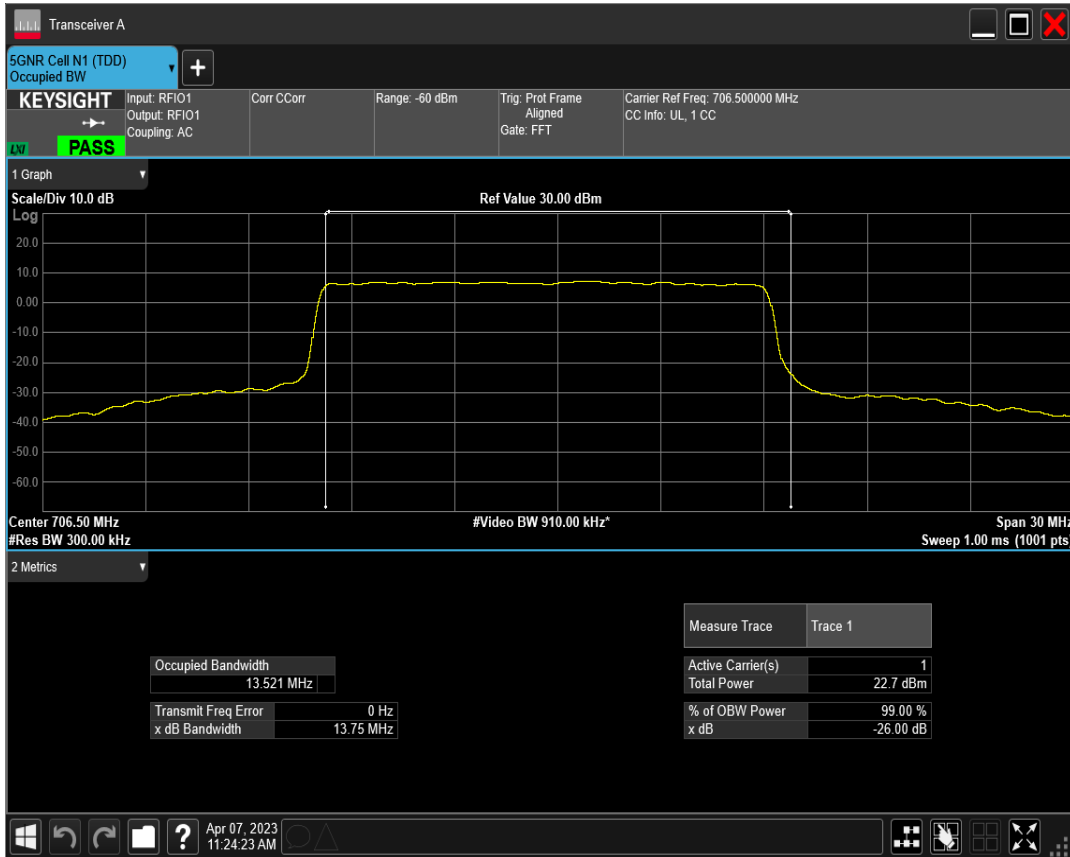 Transceiver A
5GNR Cell N1 (TDD)
Occupied BW
+
KEYSIGHT
LXI
PASS
Input: RFIO1
Output: RFIO1
Coupling: AC
Corr CCorr
Range: -60 dBm
Trig: Prot Frame
Aligned
Gate: FFT
Carrier Ref Freq: 706.500000 MHz
CC Info: UL, 1 CC
1 Graph
Scale/Div 10.0 dB
Ref Value 30.00 dBm
Log
20.0
10.0
0.00
-10.0
-20.0
-30.0
-40.0
-50.0
-60.0
Center 706.50 MHz
#Video BW 910.00 kHz*
Span 30 MHz
#Res BW 300.00 kHz
Sweep 1.00 ms (1001 pts)
2 Metrics
Measure Trace Trace 1
Occupied Bandwidth
13.521 MHz
Active Carrier(s) 1
Total Power 22.7 dBm
Transmit Freq Error 0 Hz
x dB Bandwidth 13.75 MHz
% of OBW Power 99.00 %
x dB -26.00 dB
?
Apr 07, 2023
11:24:23 AM